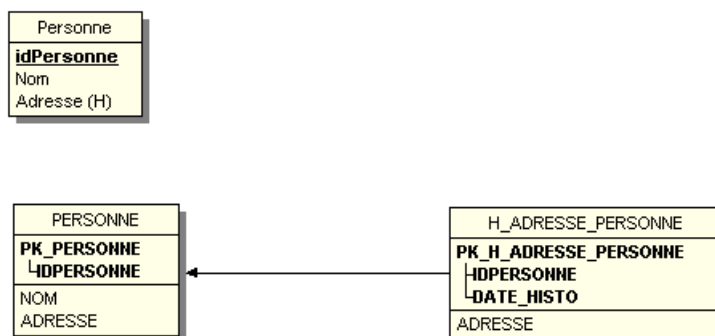 Personne
idPersonne
Nom
Adresse (H)
PERSONNE
PK_PERSONNE
IDPERSONNE
NOM
ADRESSE
H_ADRESSE_PERSONNE
PK_H_ADRESSE_PERSONNE
IDPERSONNE
DATE_HISTO
ADRESSE